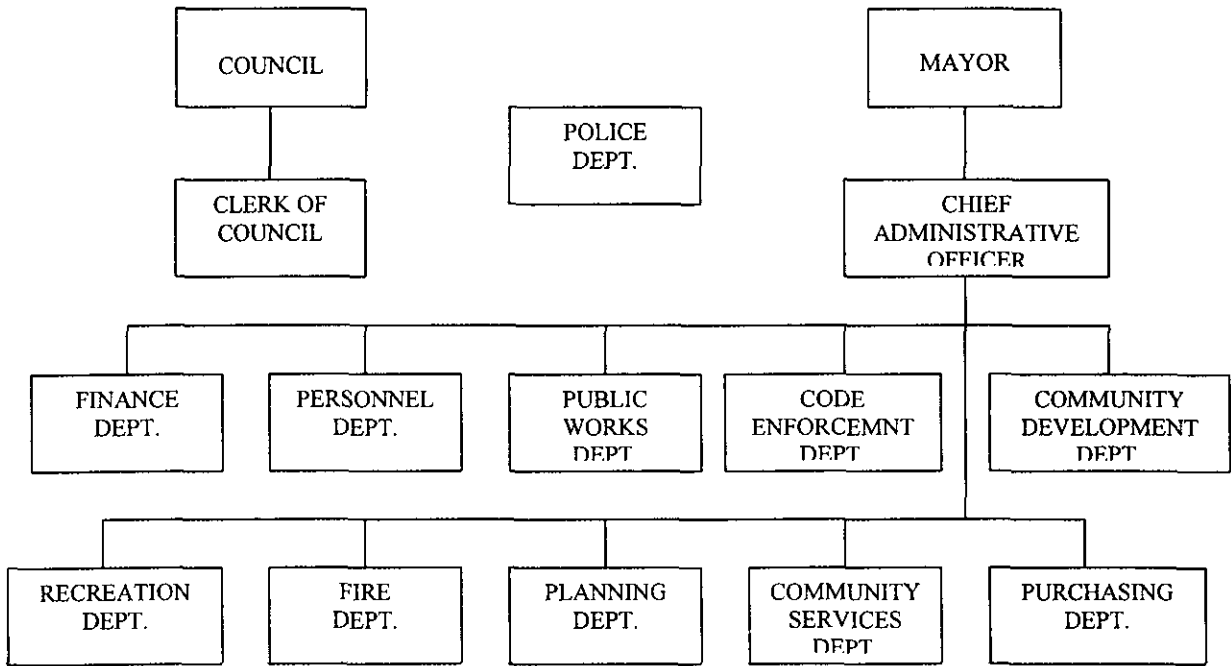 COUNCIL
MAYOR
POLICE
DEPT.
CLERK OF
COUNCIL
CHIEF
ADMINISTRATIVE
OFFICER
FINANCE
DEPT.
PERSONNEL
DEPT.
PUBLIC
WORKS
DEPT
CODE
ENFORCEMNT
DEPT
COMMUNITY
DEVELOPMENT
DEPT
RECREATION
DEPT.
FIRE
DEPT.
PLANNING
DEPT.
COMMUNITY
SERVICES
DEPT
PURCHASING
DEPT.